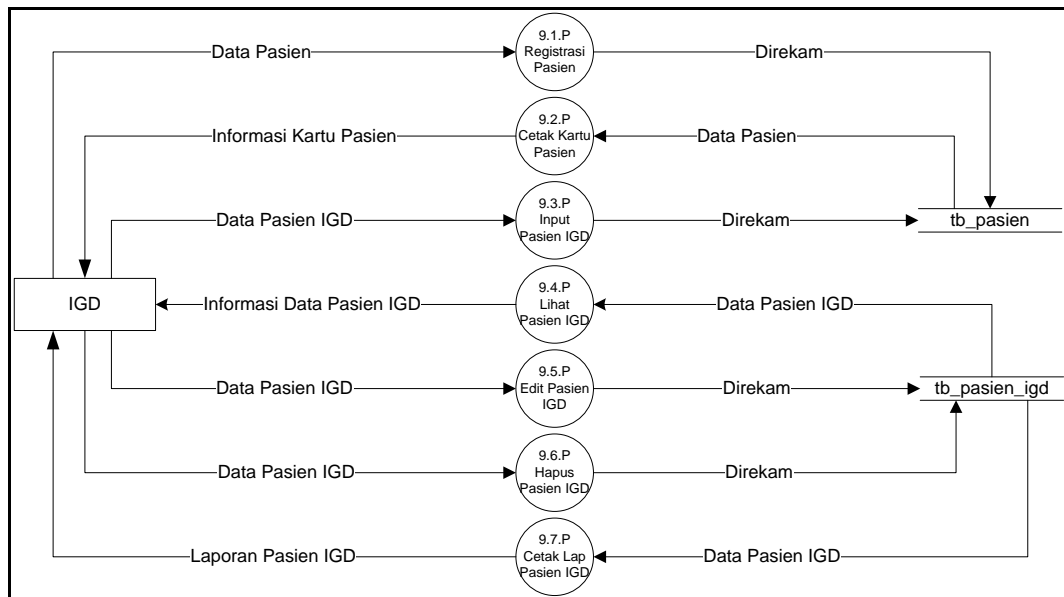 Data Pasien
9.1.P
Registrasi
Pasien
Direkam
Informasi Kartu Pasien
9.2.P
Cetak Kartu
Pasien
Data Pasien
Data Pasien IGD
9.3.P
Input
Pasien IGD
Direkam
tb_pasien
IGD
Informasi Data Pasien IGD
9.4.P
Lihat
Pasien IGD
Data Pasien IGD
Data Pasien IGD
9.5.P
Edit Pasien
IGD
Direkam
tb_pasien_igd
Data Pasien IGD
9.6.P
Hapus
Pasien IGD
Direkam
Laporan Pasien IGD
9.7.P
Cetak Lap
Pasien IGD
Data Pasien IGD